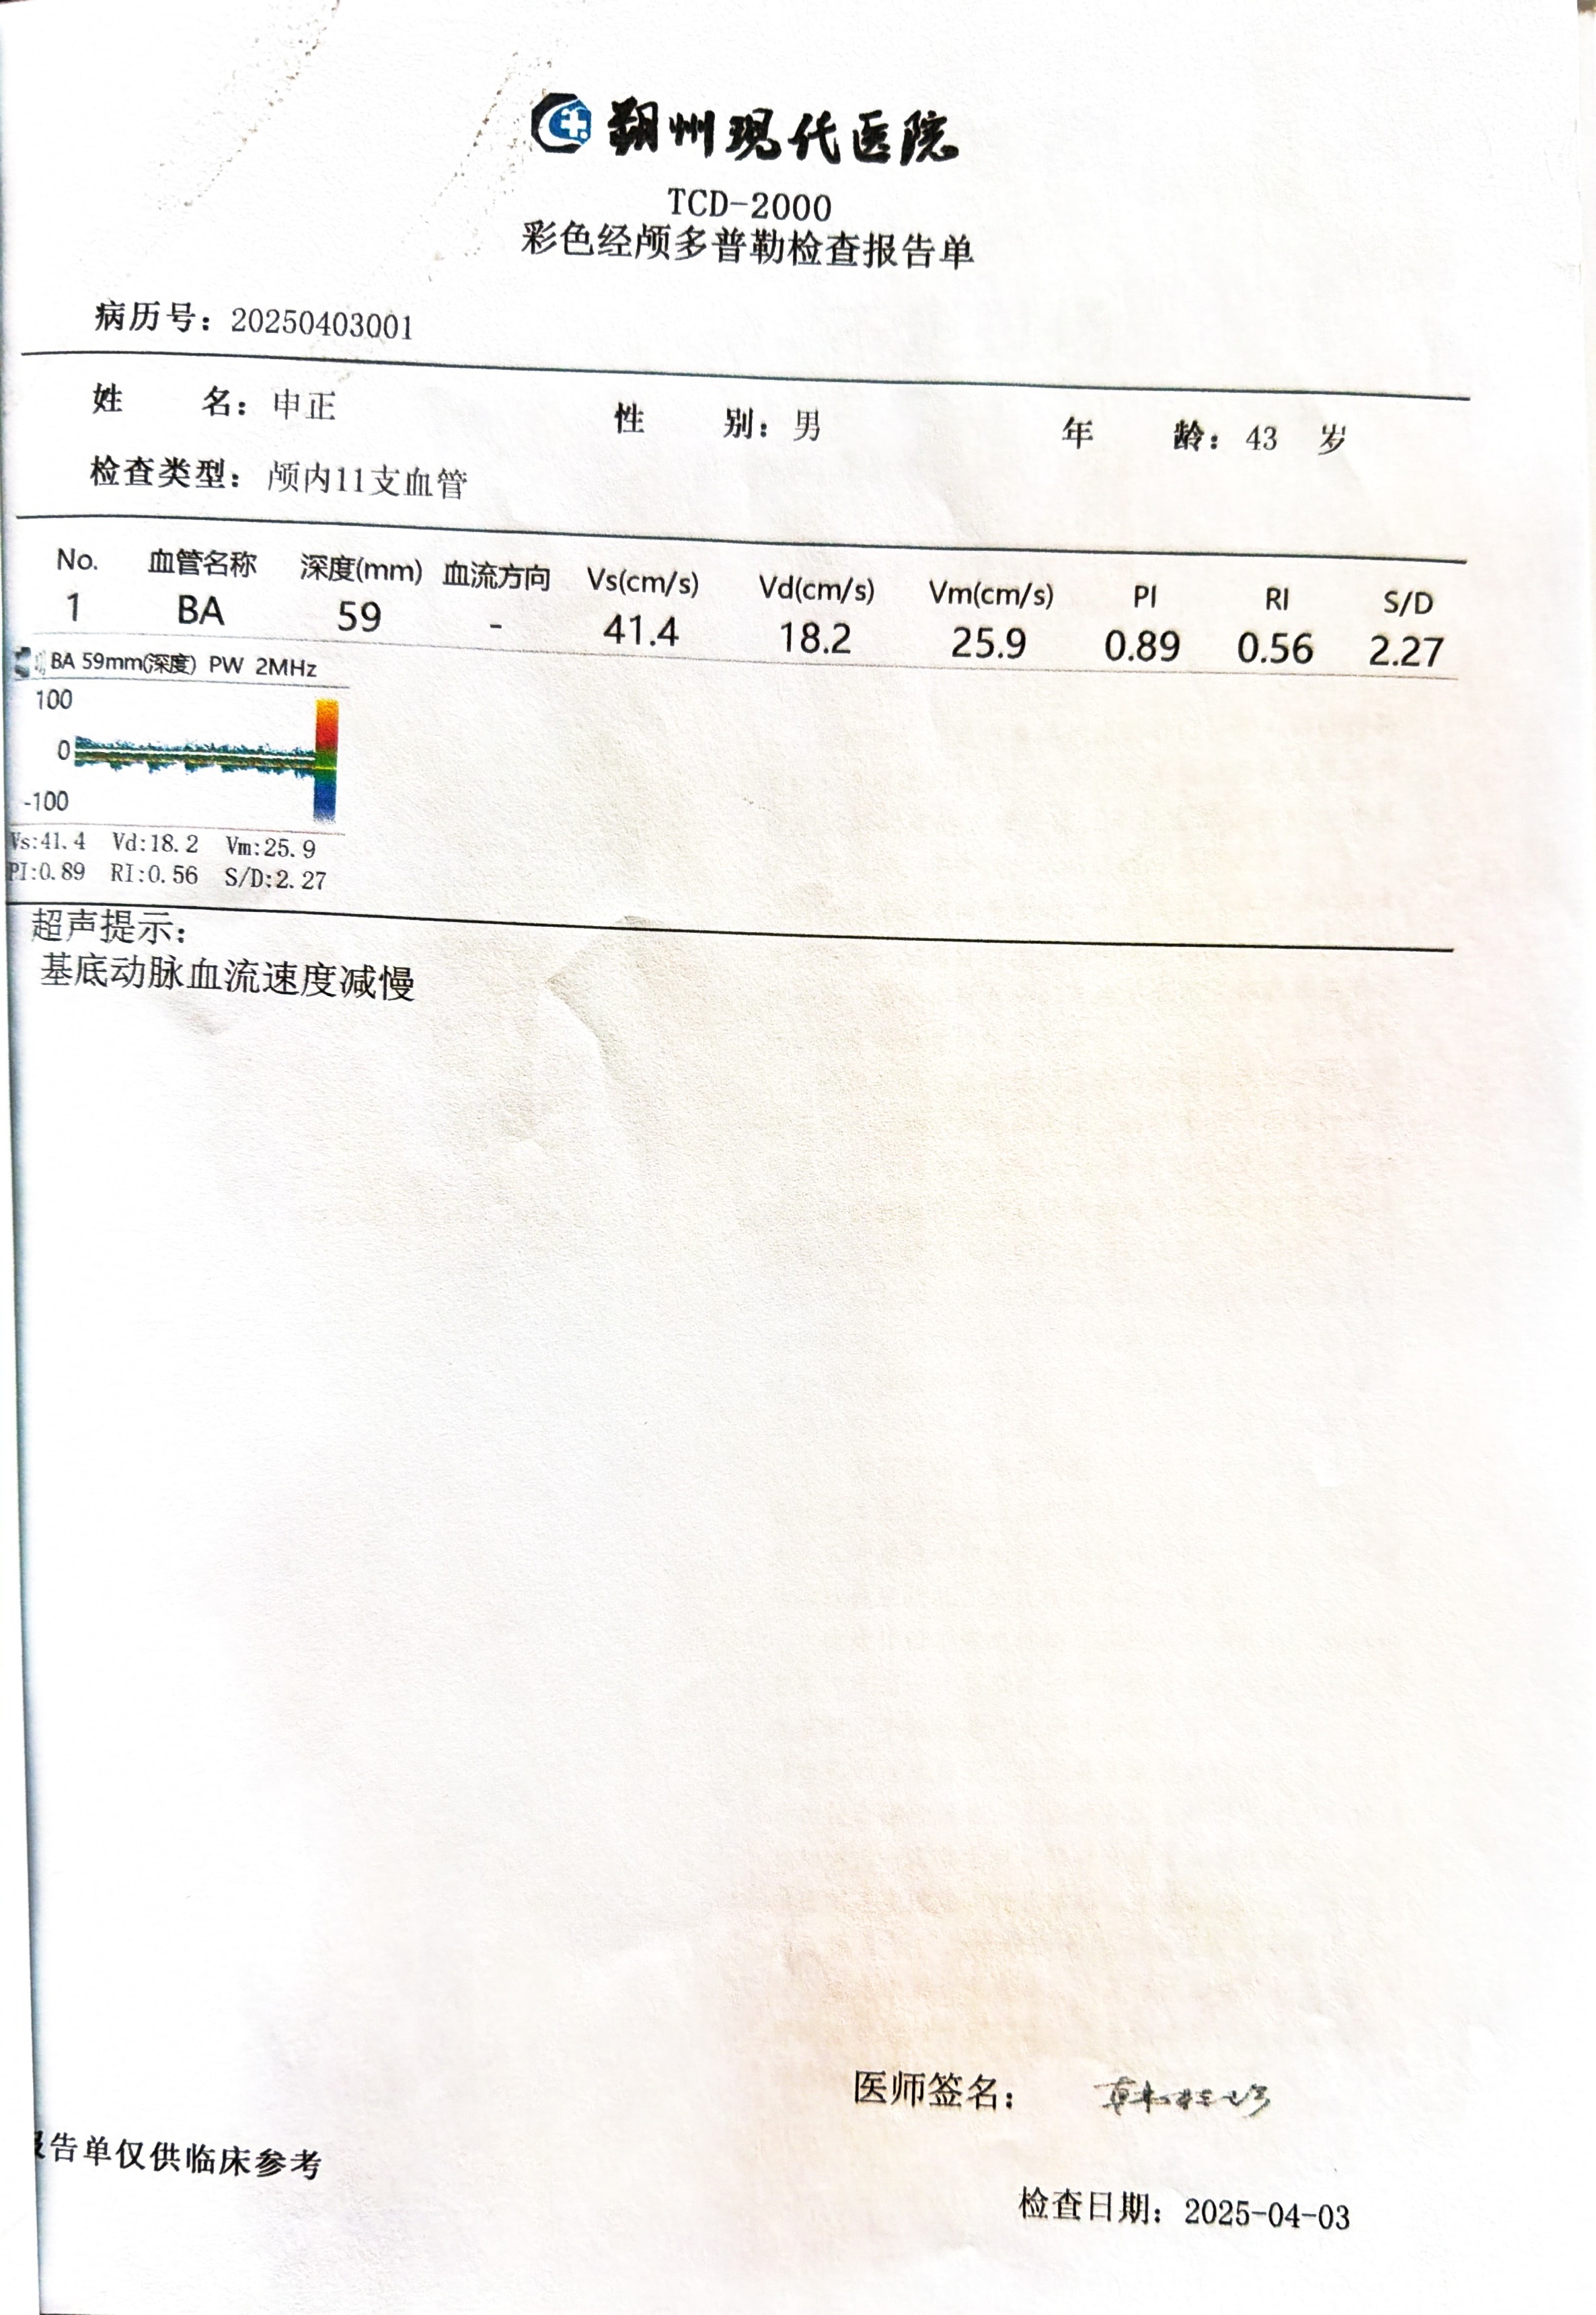 朔州现代医院
TCD-2000
彩色经颅多普勒检查报告单
病历号：20250403001
姓 名：申正 性 别：男 年 龄：43 岁
检查类型：颅内11支血管
No. 血管名称 深度(mm) 血流方向 Vs(cm/s) Vd(cm/s) Vm(cm/s) PI RI S/D
1 BA 59 - 41.4 18.2 25.9 0.89 0.56 2.27
BA 59mm(深度) PW 2MHz
100
0
-100
Vs:41.4 Vd:18.2 Vm:25.9
PI:0.89 RI:0.56 S/D:2.27
超声提示：
基底动脉血流速度减慢
医师签名：
报告单仅供临床参考
检查日期：2025-04-03